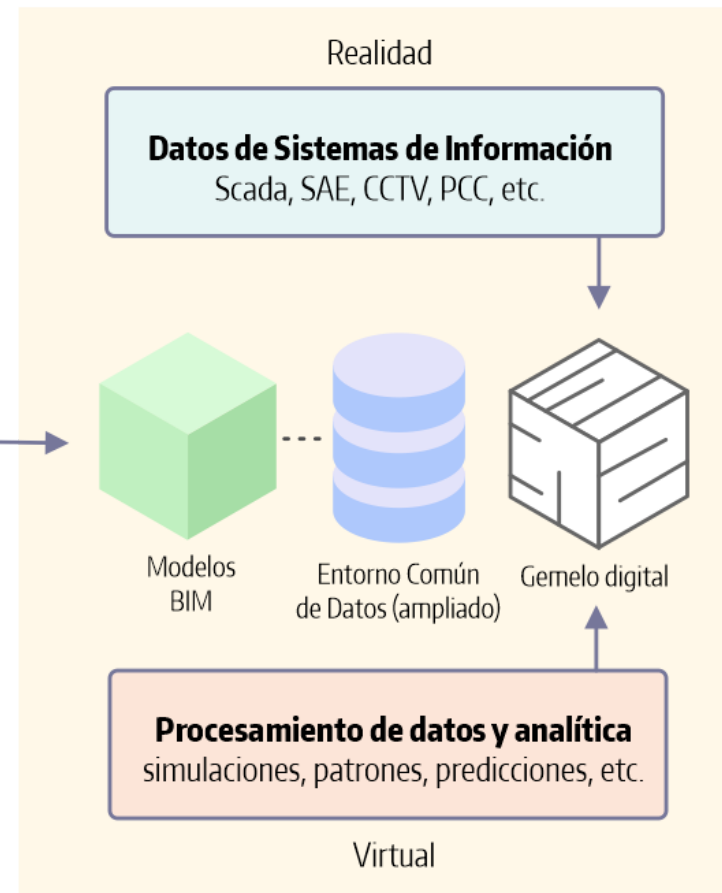 Realidad
Datos de Sistemas de Información
Scada, SAE, CCTV, PCC, etc.
Modelos
BIM
Entorno Común
de Datos (ampliado)
Gemelo digital
Procesamiento de datos y analítica
simulaciones, patrones, predicciones, etc.
Virtual